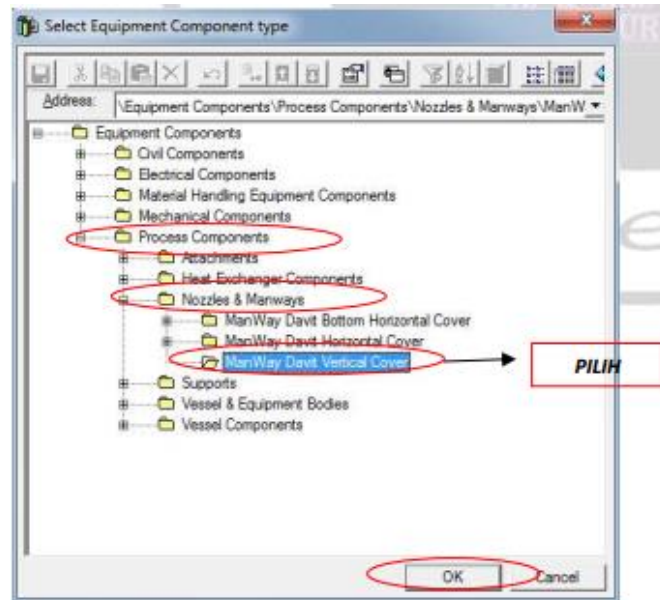 Select Equipment Component type
Address: \Equipment Components\Process Components\Nozzles & Manways\ManW
Equipment Components
Civil Components
Electrical Components
Material Handling Equipment Components
Mechanical Components
Process Components
Attachments
Heat Exchanger Components
Nozzles & Manways
ManWay Davit Bottom Horizontal Cover
ManWay Davit Horizontal Cover
ManWay Davit Vertical Cover
PILIH
Supports
Vessel & Equipment Bodies
Vessel Components
OK Cancel